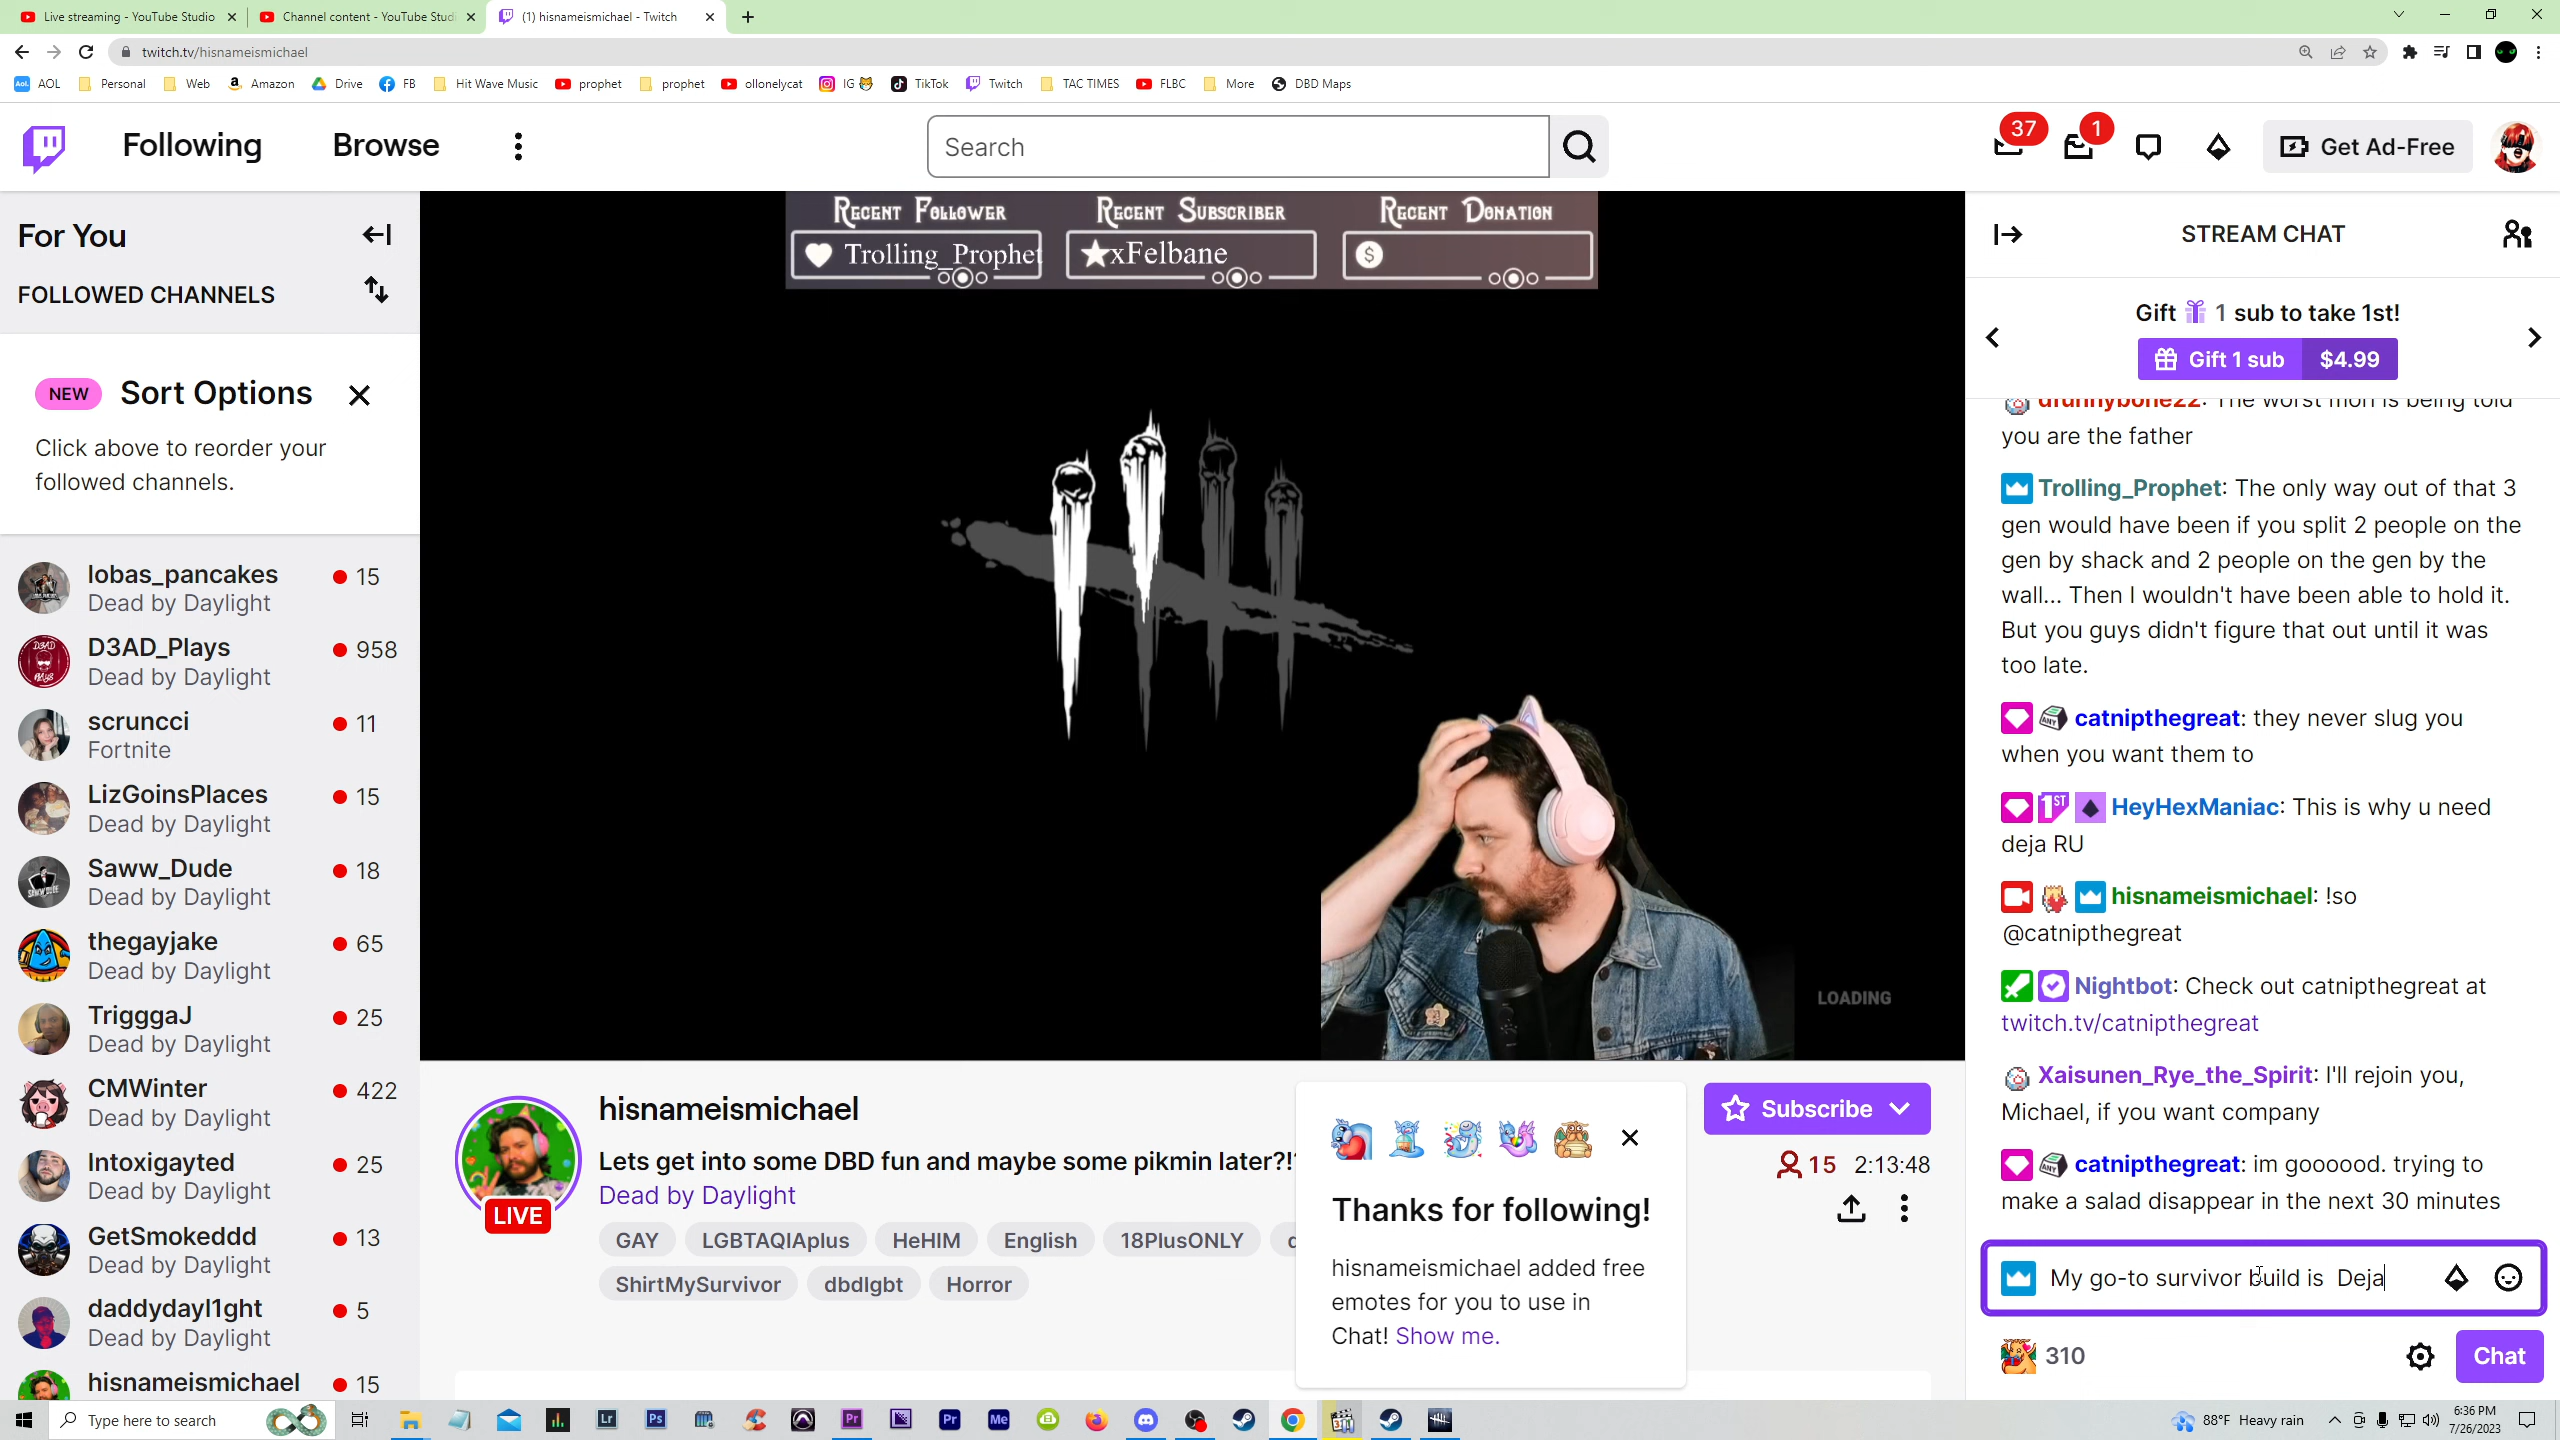 Live streaming - YouTube Studio
Channel content - YouTube Studi
(1) hisnameismichael - Twitch
twitch.tv/hisnameismichael
AOL Personal Web Amazon Drive FB Hit Wave Music prophet prophet ollonelycat IG TikTok Twitch TAC TIMES FLBC More DBD Maps
Following Browse
Search
37
1
Get Ad-Free
For You
FOLLOWED CHANNELS
NEW Sort Options
Click above to reorder your
followed channels.
lobas_pancakes 15
Dead by Daylight
D3AD_Plays 958
Dead by Daylight
scruncci 11
Fortnite
LizGoinsPlaces 15
Dead by Daylight
Saww_Dude 18
Dead by Daylight
thegayjake 65
Dead by Daylight
TrigggaJ 25
Dead by Daylight
CMWinter 422
Dead by Daylight
Intoxigayted 25
Dead by Daylight
GetSmokeddd 13
Dead by Daylight
daddydayl1ght 5
Dead by Daylight
hisnameismichael 15
RECENT FOLLOWER RECENT SUBSCRIBER RECENT DONATION
Trolling_Prophet xFelbane
LOADING
hisnameismichael
LIVE
Lets get into some DBD fun and maybe some pikmin later?!
Dead by Daylight
GAY LGBTAQIAplus HeHIM English 18PlusONLY
ShirtMySurvivor dbdlgbt Horror
Subscribe
15 2:13:48
Thanks for following!
hisnameismichael added free
emotes for you to use in
Chat! Show me.
STREAM CHAT
Gift 1 sub to take 1st!
Gift 1 sub $4.99
dfunnybone22: The worst mori is being told
you are the father
Trolling_Prophet: The only way out of that 3
gen would have been if you split 2 people on the
gen by shack and 2 people on the gen by the
wall... Then I wouldn't have been able to hold it.
But you guys didn't figure that out until it was
too late.
catnipthegreat: they never slug you
when you want them to
1ST HeyHexManiac: This is why u need
deja RU
hisnameismichael: !so
@catnipthegreat
Nightbot: Check out catnipthegreat at
twitch.tv/catnipthegreat
Xaisunen_Rye_the_Spirit: I'll rejoin you,
Michael, if you want company
catnipthegreat: im goooood. trying to
make a salad disappear in the next 30 minutes
My go-to survivor build is  Deja
310
Chat
Type here to search
88°F Heavy rain
6:36 PM
7/26/2023